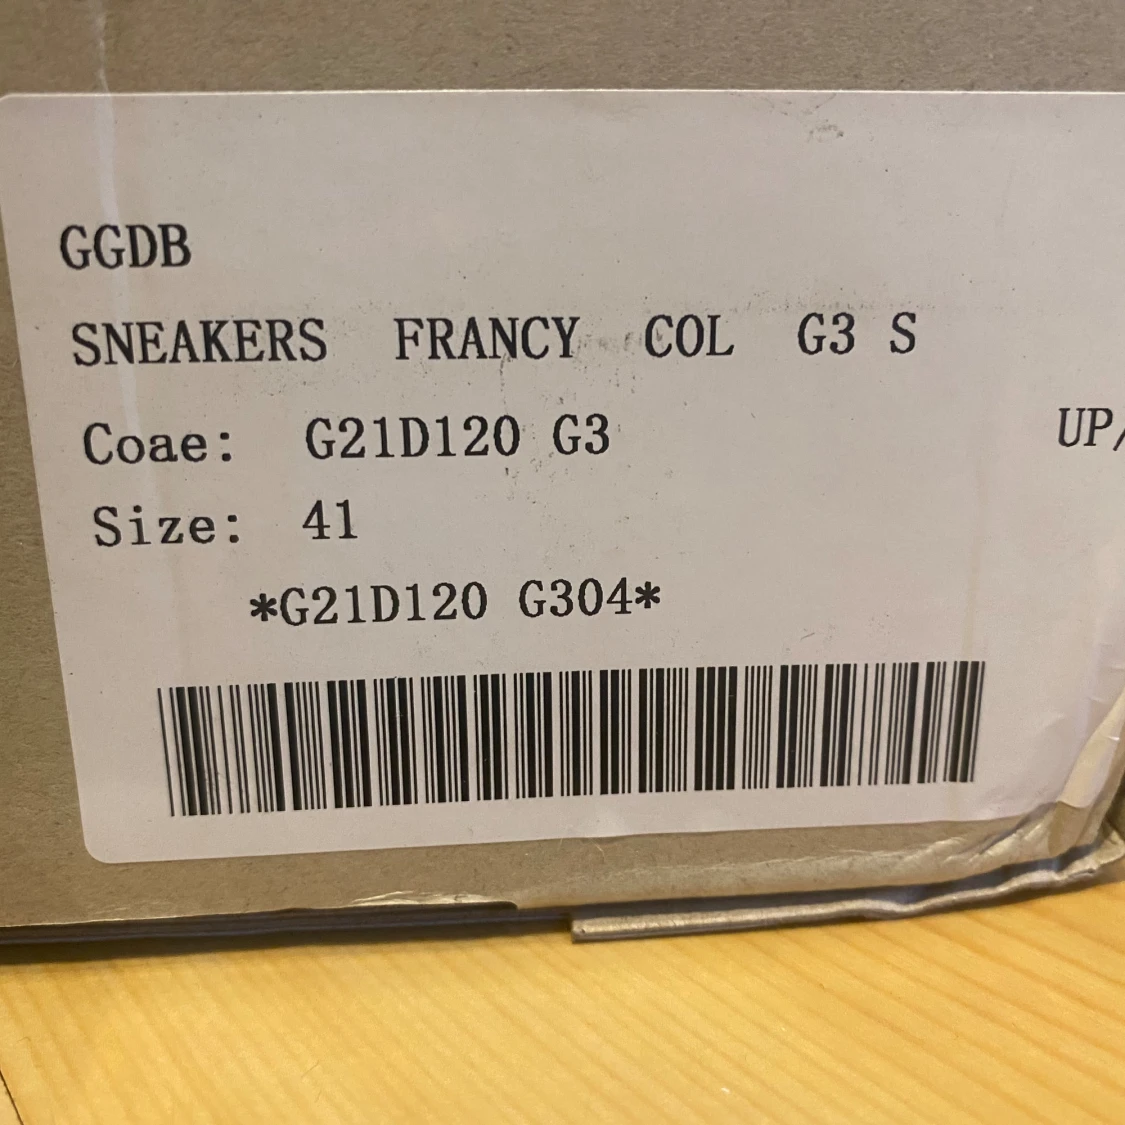 GGDB
SNEAKERS FRANCY COL G3 S
Coae: G21D120 G3
UP/
Size: 41
*G21D120 G304*